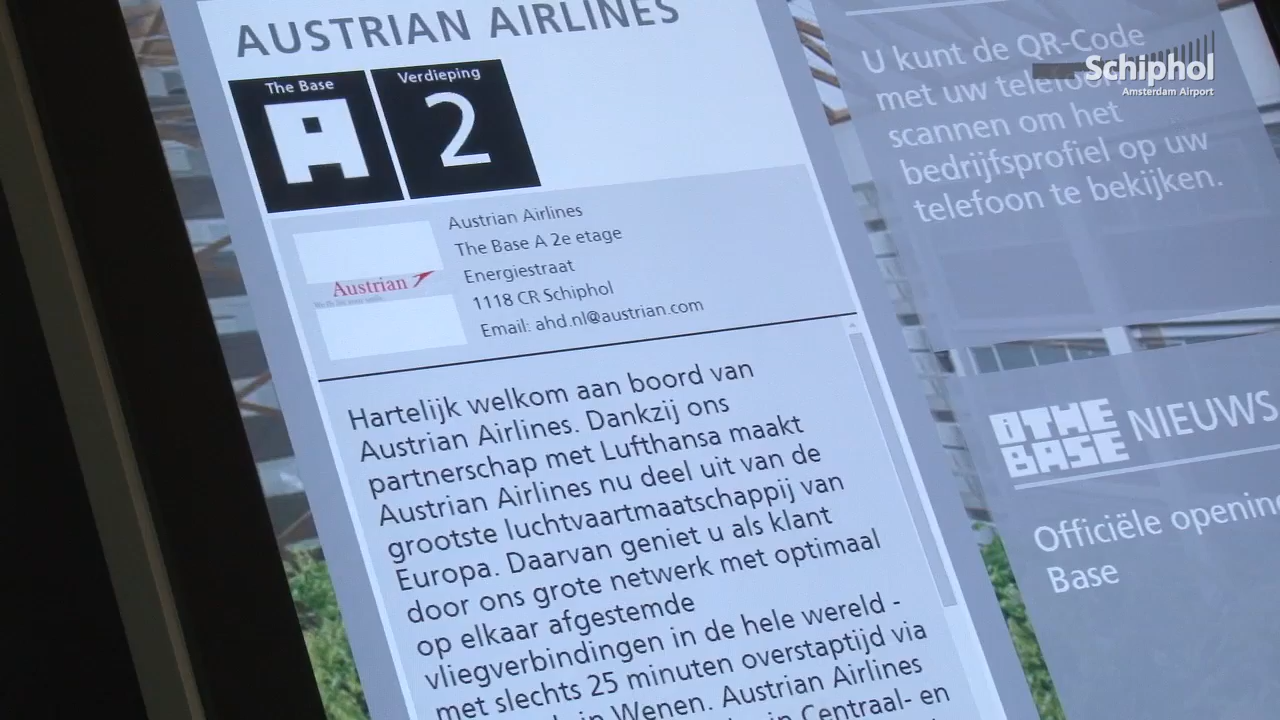 AUSTRIAN AIRLINES
The Base
A
Verdieping
2
Austrian
Austrian Airlines
The Base A 2e etage
Energiestraat
1118 CR Schiphol
Email: ahd.nl@austrian.com
Hartelijk welkom aan boord van
Austrian Airlines. Dankzij ons
partnerschap met Lufthansa maakt
Austrian Airlines nu deel uit van de
grootste luchtvaartmaatschappij van
Europa. Daarvan geniet u als klant
door ons grote netwerk met optimaal
op elkaar afgestemde
vliegverbindingen in de hele wereld -
met slechts 25 minuten overstaptijd via
in Wenen. Austrian Airlines
in Centraal- en
U kunt de QR-Code
met uw telefoon
scannen om het
bedrijfsprofiel op uw
telefoon te bekijken.
Schiphol
Amsterdam Airport
THE
BASE
NIEUWS
Officiële opening
Base